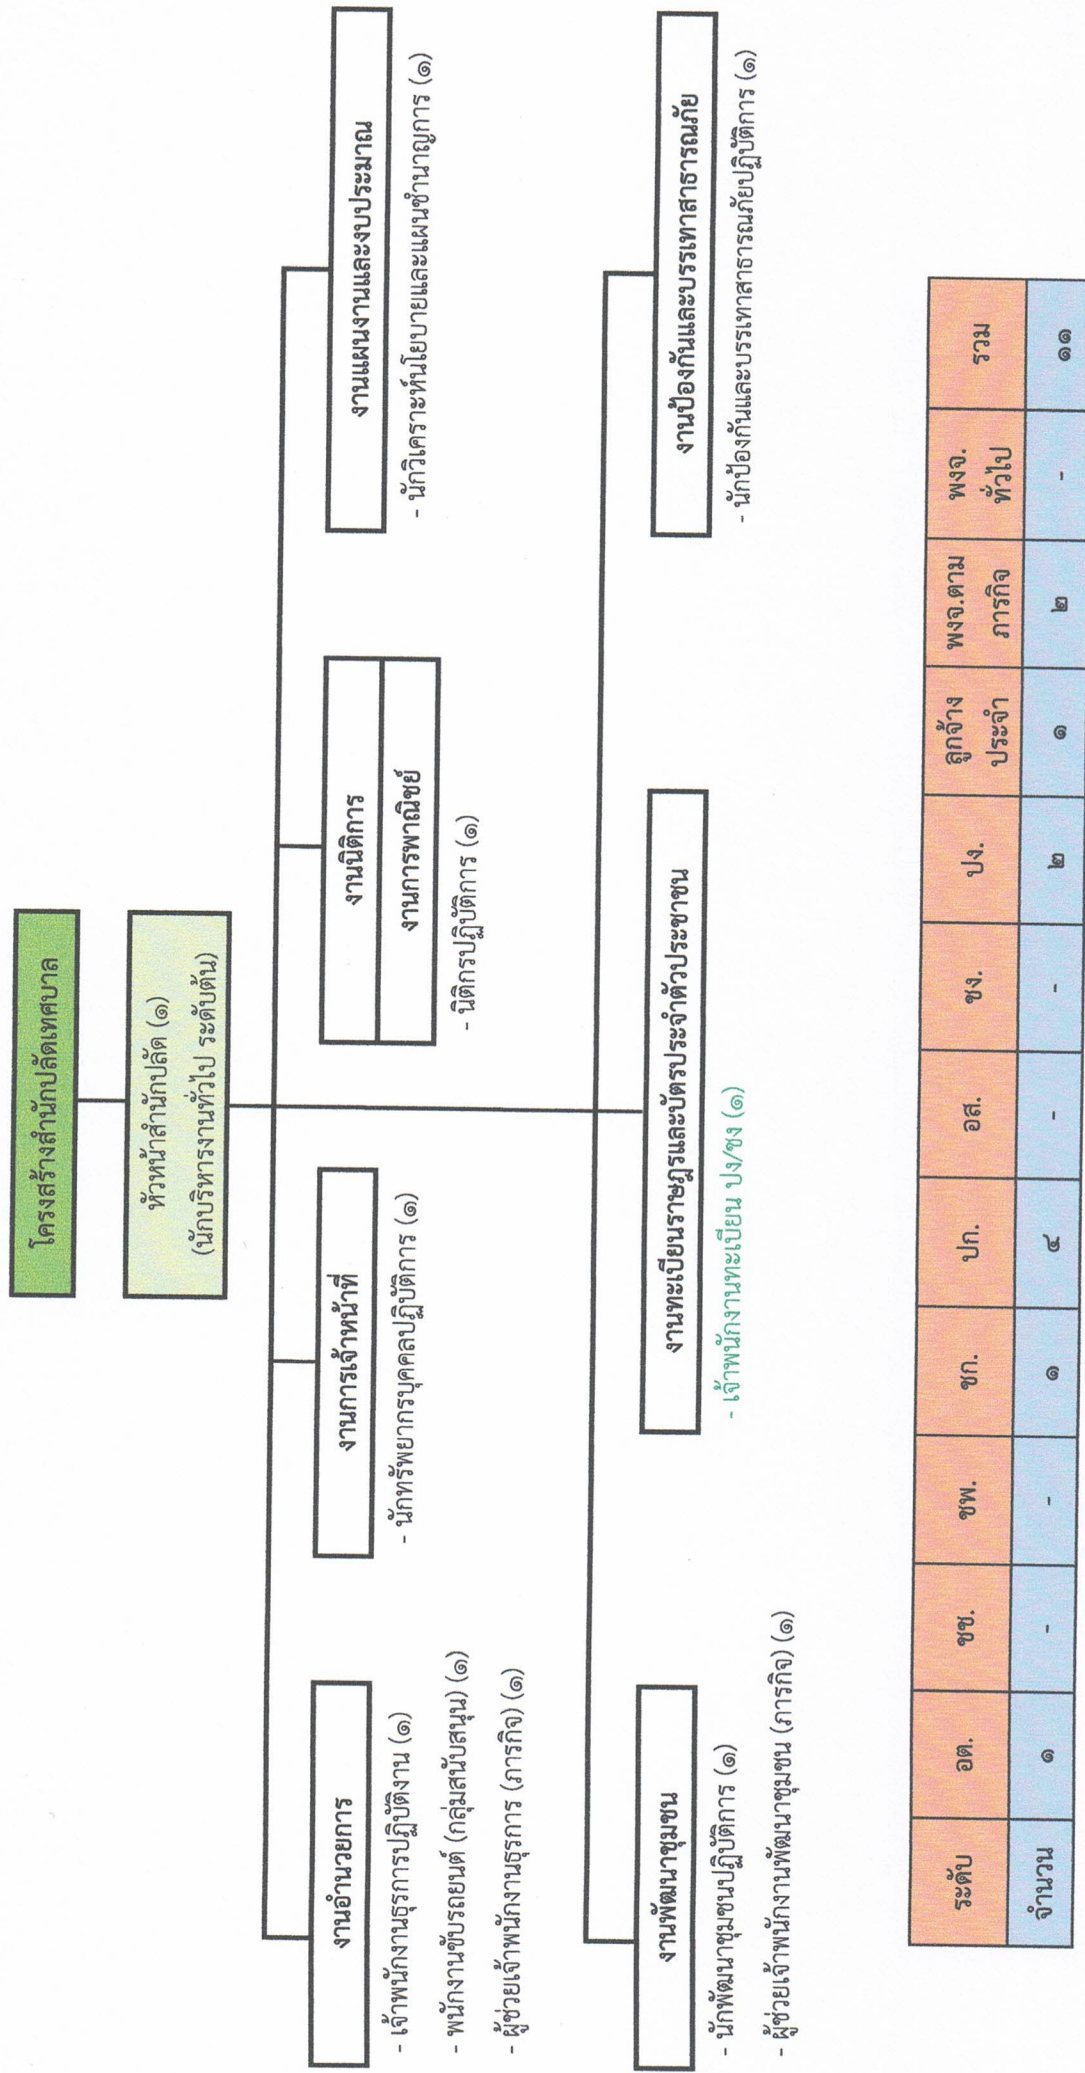 โครงสร้างสำนักปลัดเทศบาล
หัวหน้าสำนักปลัด (๑)
(นักบริหารงานทั่วไป ระดับต้น)
งานอำนวยการ
- เจ้าพนักงานธุรการปฏิบัติงาน (๑)
- พนักงานขับรถยนต์ (กลุ่มสนับสนุน) (๑)
- ผู้ช่วยเจ้าพนักงานธุรการ (ภารกิจ) (๑)
งานการเจ้าหน้าที่
- นักทรัพยากรบุคคลปฏิบัติการ (๑)
งานนิติการ
งานการพาณิชย์
- นิติกรปฏิบัติการ (๑)
งานแผนงานและงบประมาณ
- นักวิเคราะห์นโยบายและแผนชำนาญการ (๑)
งานพัฒนาชุมชน
- นักพัฒนาชุมชนปฏิบัติการ (๑)
- ผู้ช่วยเจ้าพนักงานพัฒนาชุมชน (ภารกิจ) (๑)
งานทะเบียนราษฎรและบัตรประจำตัวประชาชน
- เจ้าพนักงานทะเบียน ปง/ชง (๑)
งานป้องกันและบรรเทาสาธารณภัย
- นักป้องกันและบรรเทาสาธารณภัยปฏิบัติการ (๑)
ระดับ อต. ชช. ชพ. ชก. ปก. อส. ชง. ปง. ลูกจ้างประจำ พงจ.ตามภารกิจ พงจ.ทั่วไป รวม
จำนวน ๑ - - ๑ ๔ - - ๒ ๑ ๒ - ๑๑